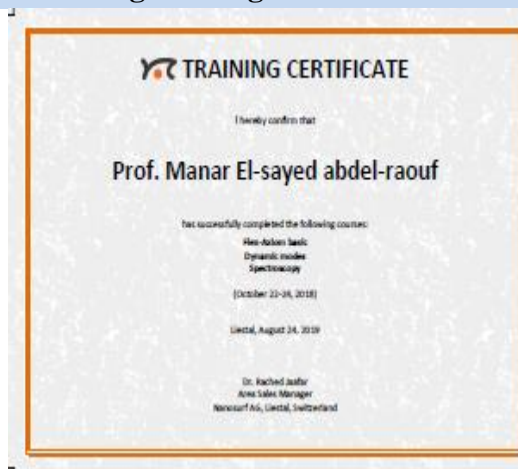 TRAINING CERTIFICATE
I hereby confirm that
Prof. Manar El-sayed abdel-raouf
has successfully completed the following courses:
Flex-Axiom basic
Dynamic modes
Spectroscopy
(October 22-24, 2018)
Liestal, August 24, 2019
Dr. Rached Jaafar
Area Sales Manager
Nanosurf AG, Liestal, Switzerland